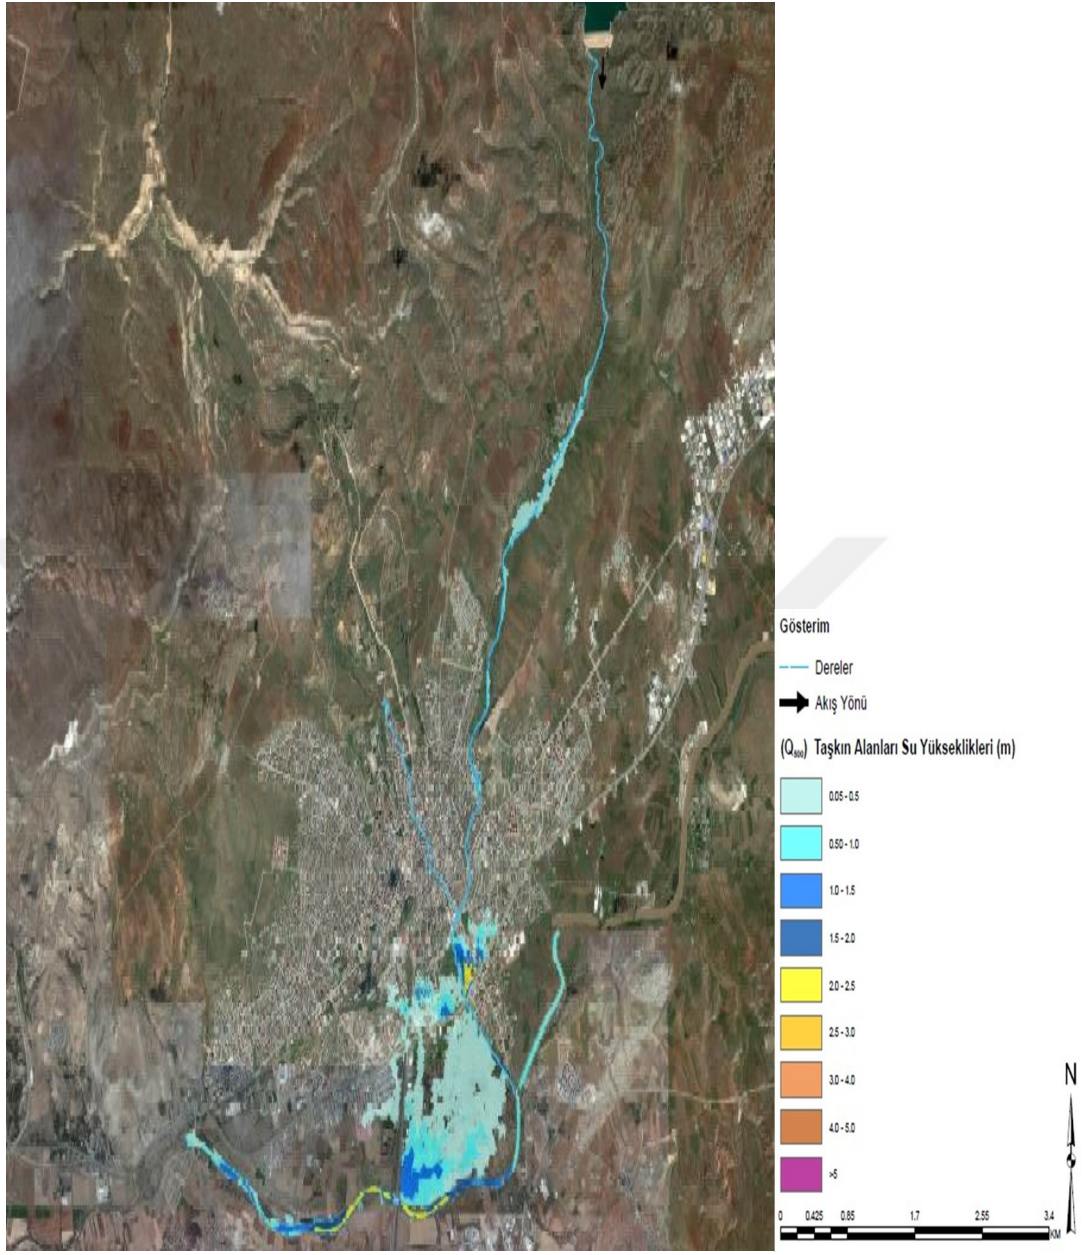 Gösterim
Dereler
Akış Yönü
(Q₅₀₀) Taşkın Alanları Su Yükseklikleri (m)
0.05 - 0.5
0.50 - 1.0
1.0 - 1.5
1.5 - 2.0
2.0 - 2.5
2.5 - 3.0
3.0 - 4.0
4.0 - 5.0
>5
N
0 0.425 0.85 1.7 2.55 3.4
KM